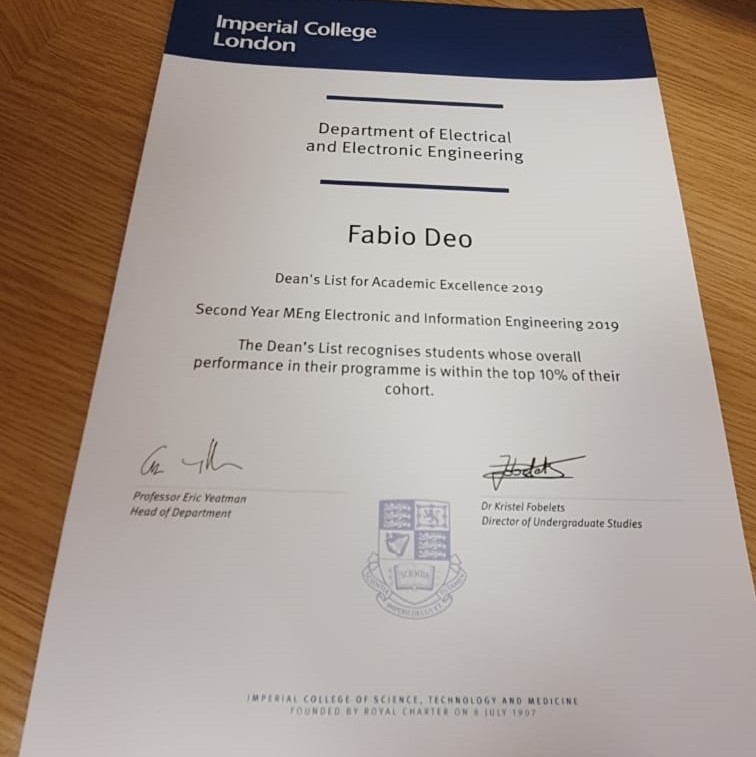 Imperial College
London
Department of Electrical
and Electronic Engineering
Fabio Deo
Dean's List for Academic Excellence 2019
Second Year MEng Electronic and Information Engineering 2019
The Dean's List recognises students whose overall
performance in their programme is within the top 10% of their
cohort.
Professor Eric Yeatman
Head of Department
Dr Kristel Fobelets
Director of Undergraduate Studies
SCIENTIA
IMPERIAL COLLEGE OF SCIENCE, TECHNOLOGY AND MEDICINE
FOUNDED BY ROYAL CHARTER ON 8 JULY 1907